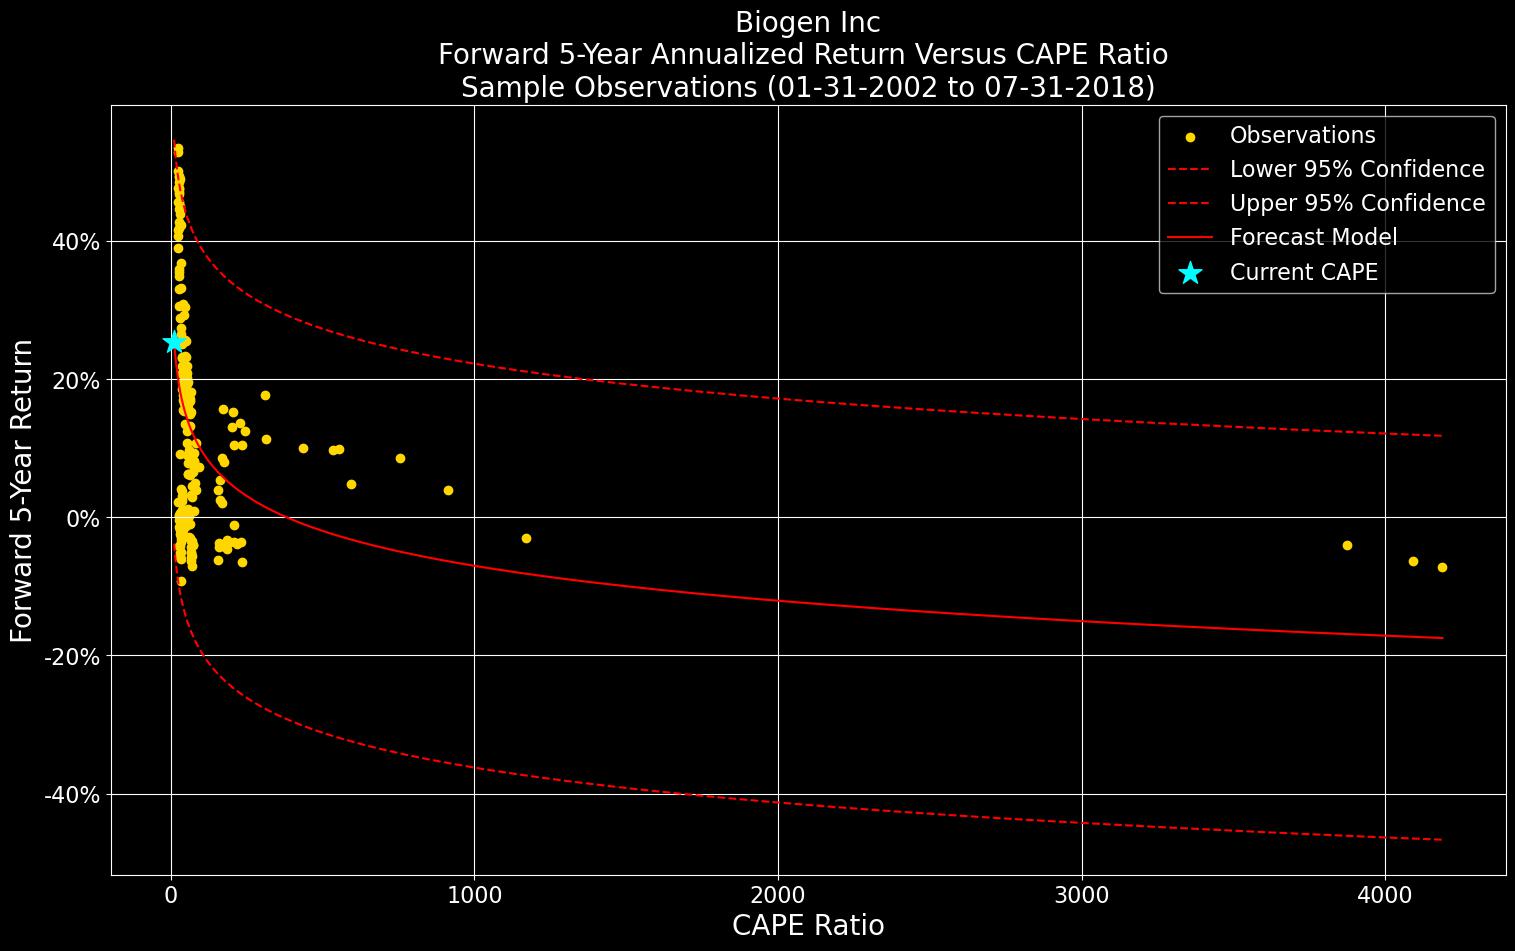 Biogen Inc
Forward 5-Year Annualized Return Versus CAPE Ratio
Sample Observations (01-31-2002 to 07-31-2018)
Observations
Lower 95% Confidence
Upper 95% Confidence
Forecast Model
Current CAPE
Forward 5-Year Return
40%
20%
0%
-20%
-40%
0 1000 2000 3000 4000
CAPE Ratio